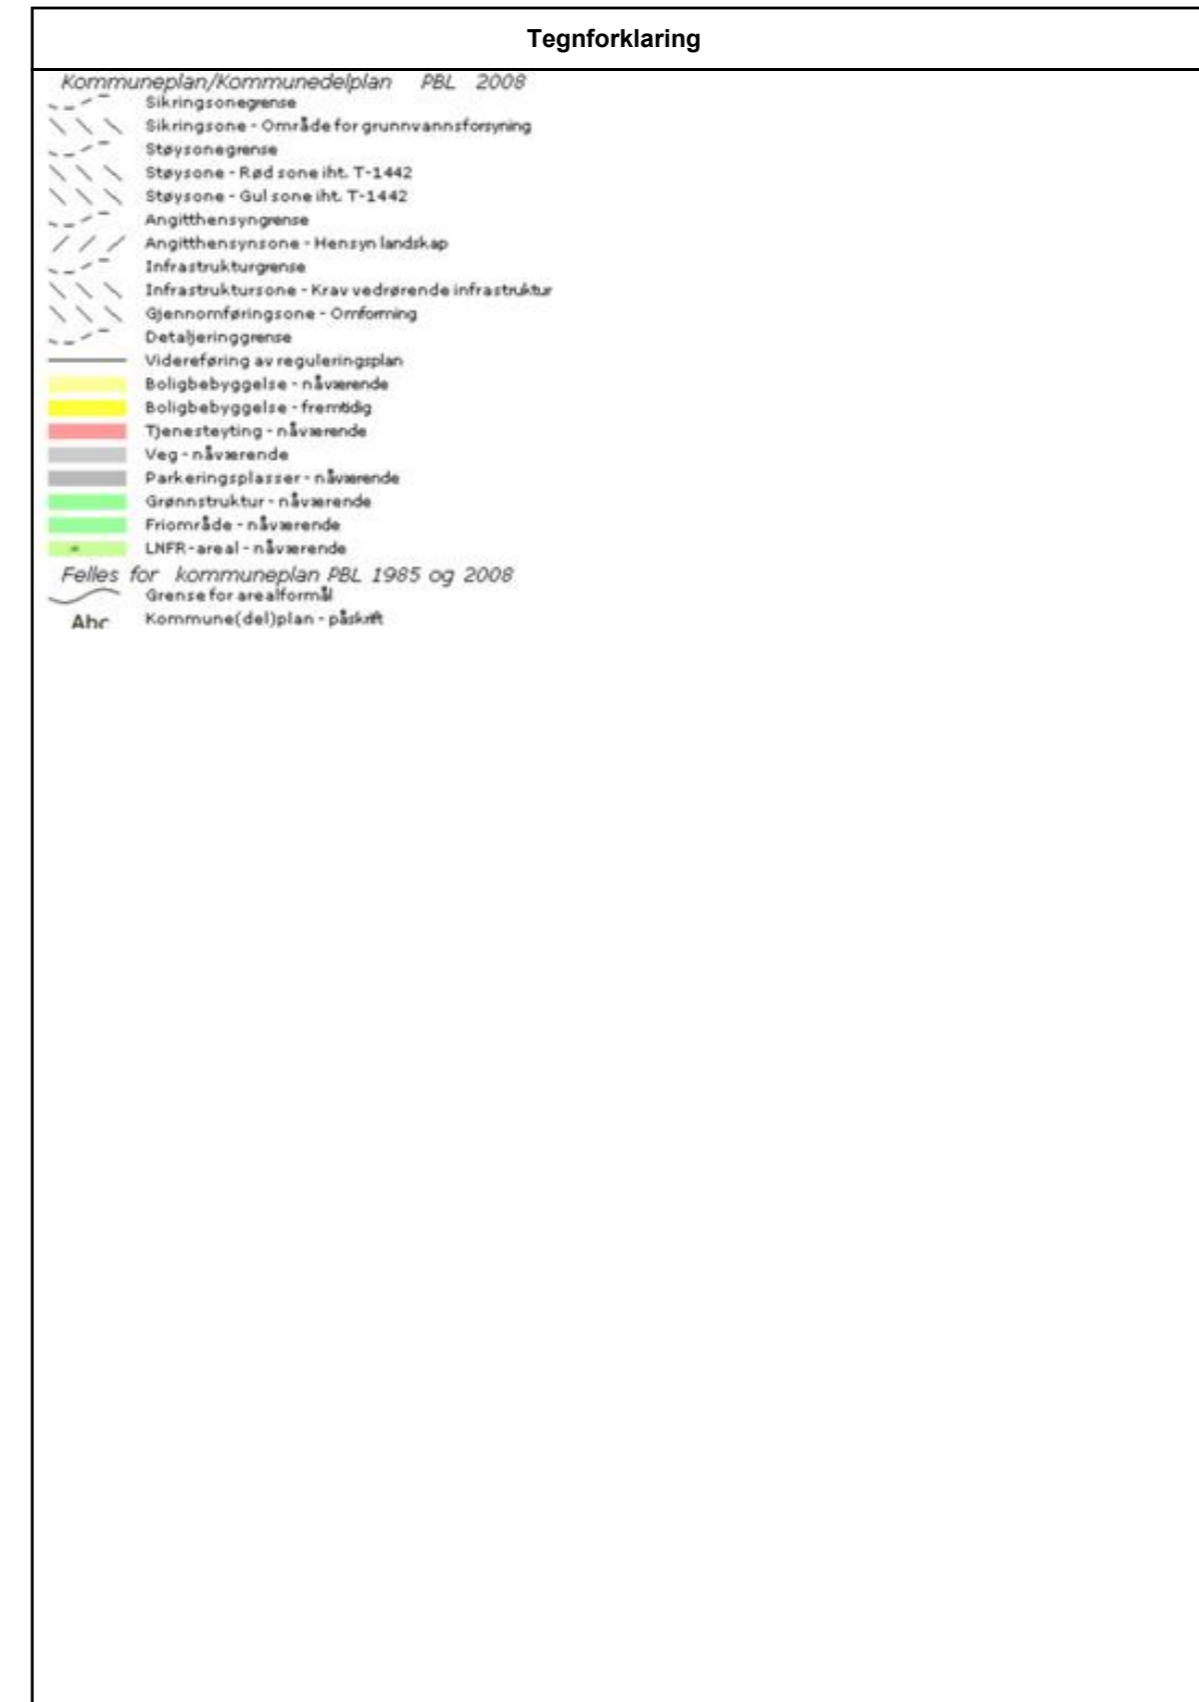 Tegnforklaring
Kommuneplan/Kommunedelplan PBL 2008
Sikringsonegrense
Sikringsone - Område for grunnvannsforsyning
Støysonegrense
Støysone - Rød sone iht. T-1442
Støysone - Gul sone iht. T-1442
Angitthensyngrense
Angitthensynsone - Hensyn landskap
Infrastrukturgrense
Infrastruktursone - Krav vedrørende infrastruktur
Gjennomføringsone - Omforming
Detaljeringgrense
Videreføring av reguleringsplan
Boligbebyggelse - nåværende
Boligbebyggelse - fremtidig
Tjenesteyting - nåværende
Veg - nåværende
Parkeringsplasser - nåværende
Grønnstruktur - nåværende
Friområde - nåværende
LNFR-areal - nåværende
Felles for kommuneplan PBL 1985 og 2008
Grense for arealformål
Abc Kommune(del)plan - påskrift